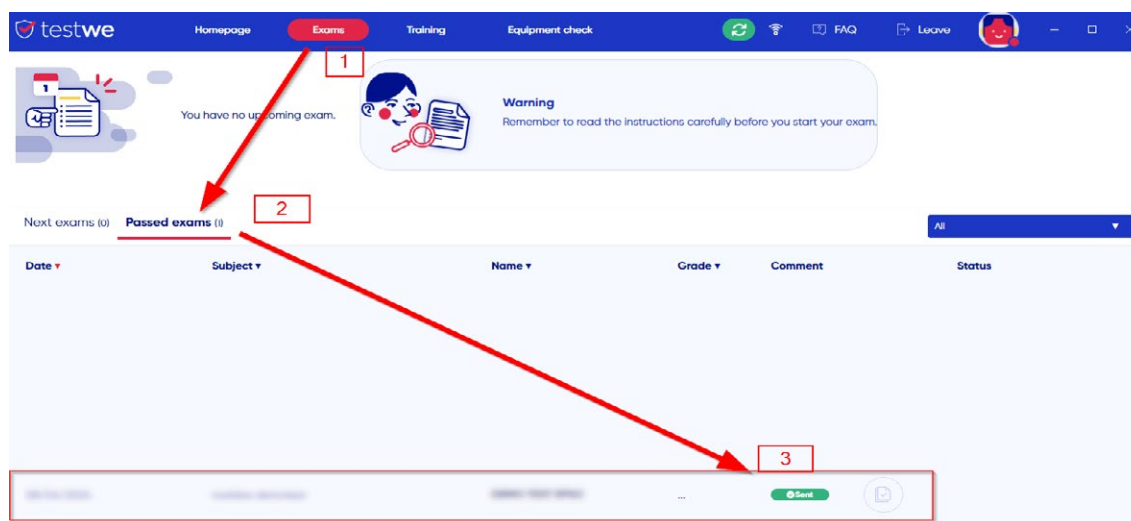 testwe Homepage Exams Training Equipment check FAQ Leave
1
1
You have no upcoming exam.
Warning
Remember to read the instructions carefully before you start your exam.
2
Next exams (0) Passed exams (1) All
Date Subject Name Grade Comment Status
3
... Sent